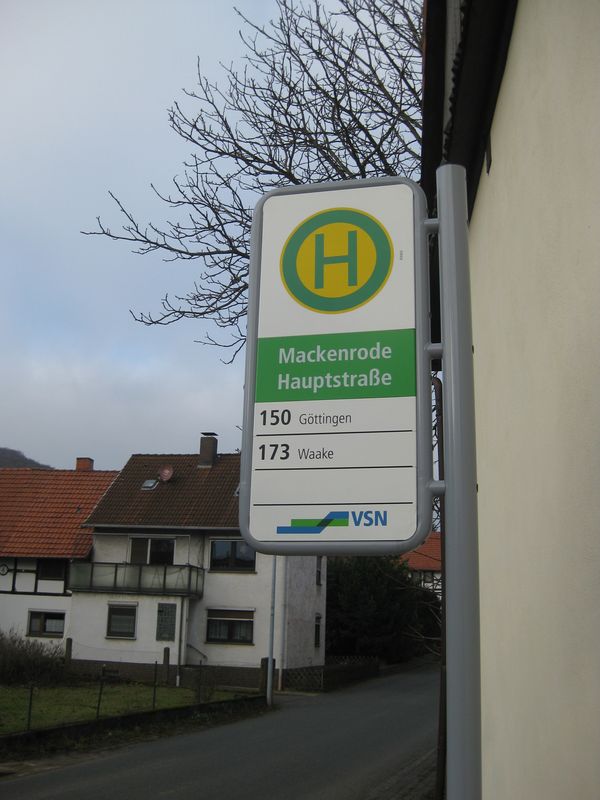 H
Mackenrode
Hauptstraße
150 Göttingen
173 Waake
VSN